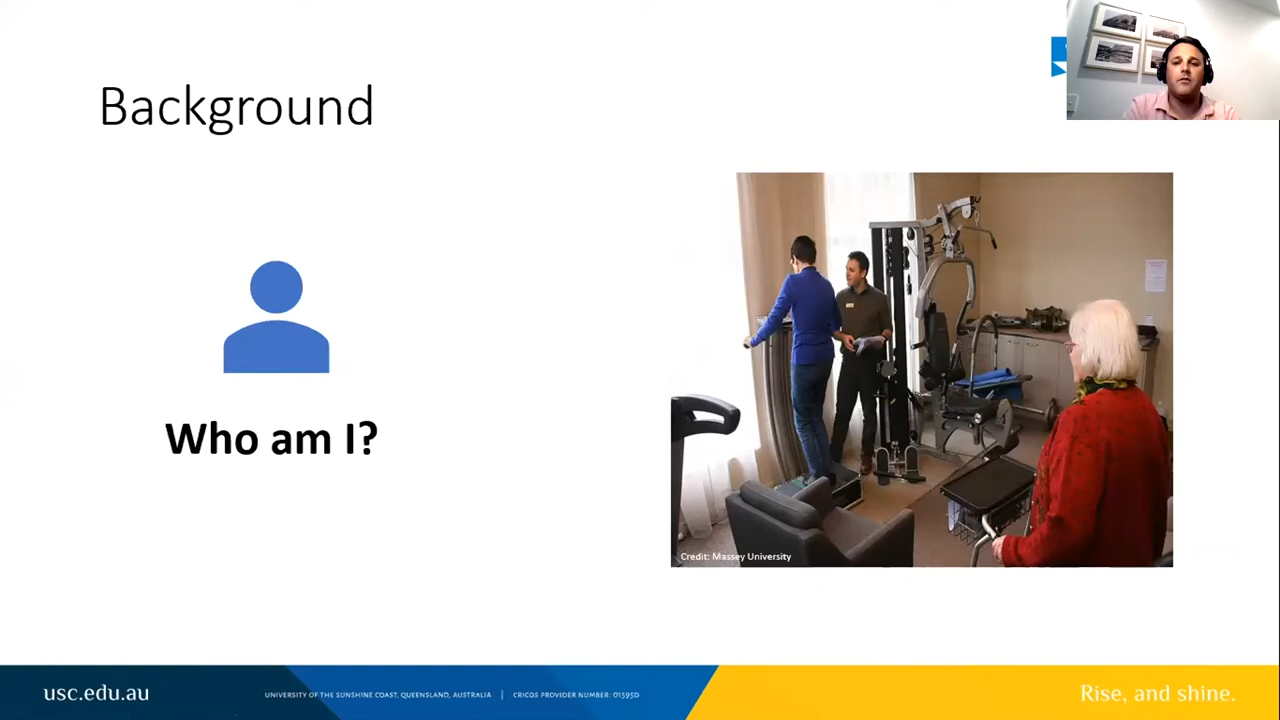 Background
Who am I?
Credit: Massey University
usc.edu.au
UNIVERSITY OF THE SUNSHINE COAST, QUEENSLAND, AUSTRALIA | CRICOS PROVIDER NUMBER: 01595D
Rise, and shine.